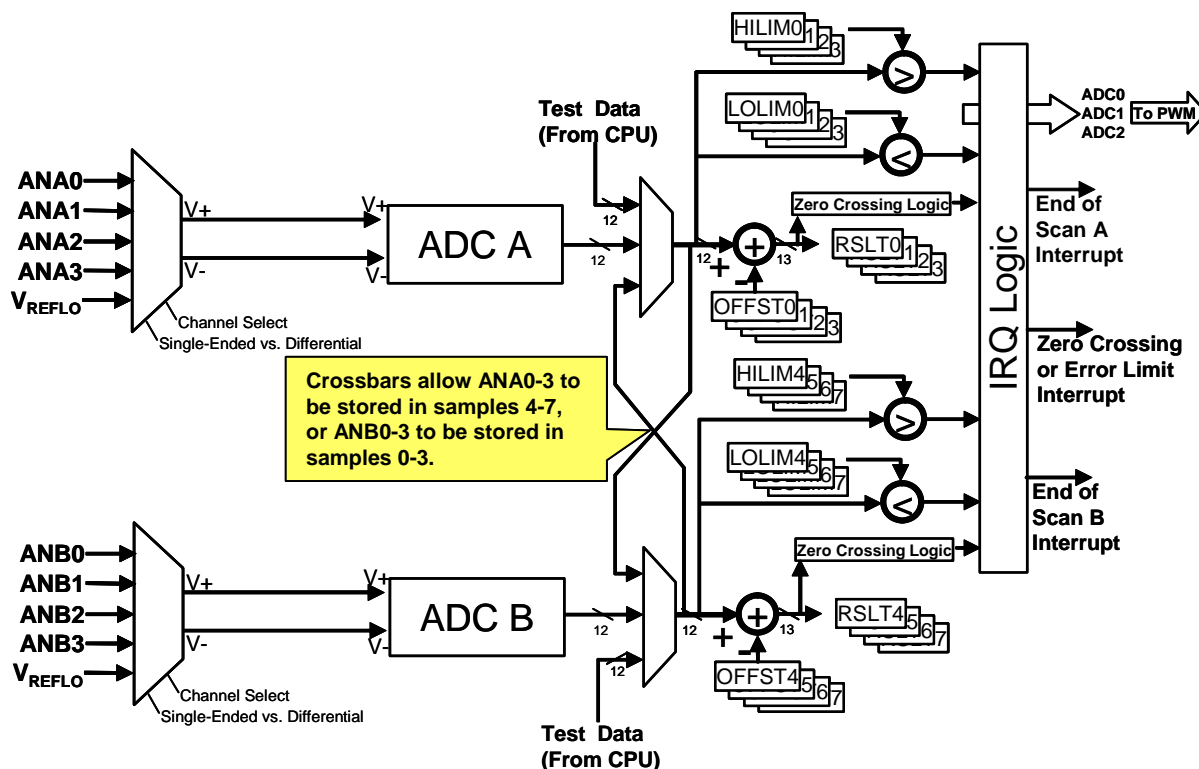 HILIM0 1 2 3
LOLIM0 1 2 3
Test Data
(From CPU)
ANA0
ANA1
ANA2
ANA3
VREFLO
V+
V-
V+
V-
ADC A
12
12
12
13
+
+
-
Channel Select
Single-Ended vs. Differential
>
<
Zero Crossing Logic
RSLT0 1 2 3
OFFST0 1 2 3
IRQ Logic
ADC0
ADC1
ADC2
To PWM
End of
Scan A
Interrupt
Zero Crossing
or Error Limit
Interrupt
End of
Scan B
Interrupt
Crossbars allow ANA0-3 to
be stored in samples 4-7,
or ANB0-3 to be stored in
samples 0-3.
HILIM4 5 6 7
LOLIM4 5 6 7
>
<
Zero Crossing Logic
ANB0
ANB1
ANB2
ANB3
VREFLO
V+
V-
V+
V-
ADC B
12
12
12
13
+
+
-
RSLT4 5 6 7
OFFST4 5 6 7
Channel Select
Single-Ended vs. Differential
Test Data
(From CPU)